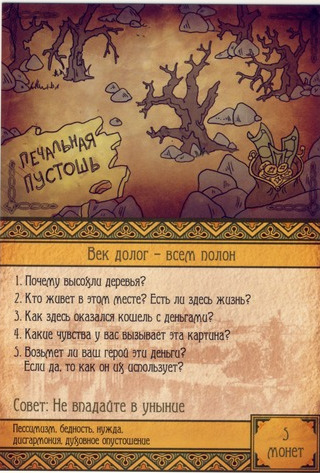 ПЕЧАЛЬНАЯ
ПУСТОШЬ
Век долог – всем полон
1. Почему высохли деревья?
2. Кто живет в этом месте? Есть ли здесь жизнь?
3. Как здесь оказался кошель с деньгами?
4. Какие чувства у вас вызывает эта картина?
5. Возьмет ли ваш герой эти деньги?
Если да, то как он их использует?
Совет: Не впадайте в уныние
Пессимизм, бедность, нужда,
дисгармония, духовное опустошение
5
монет